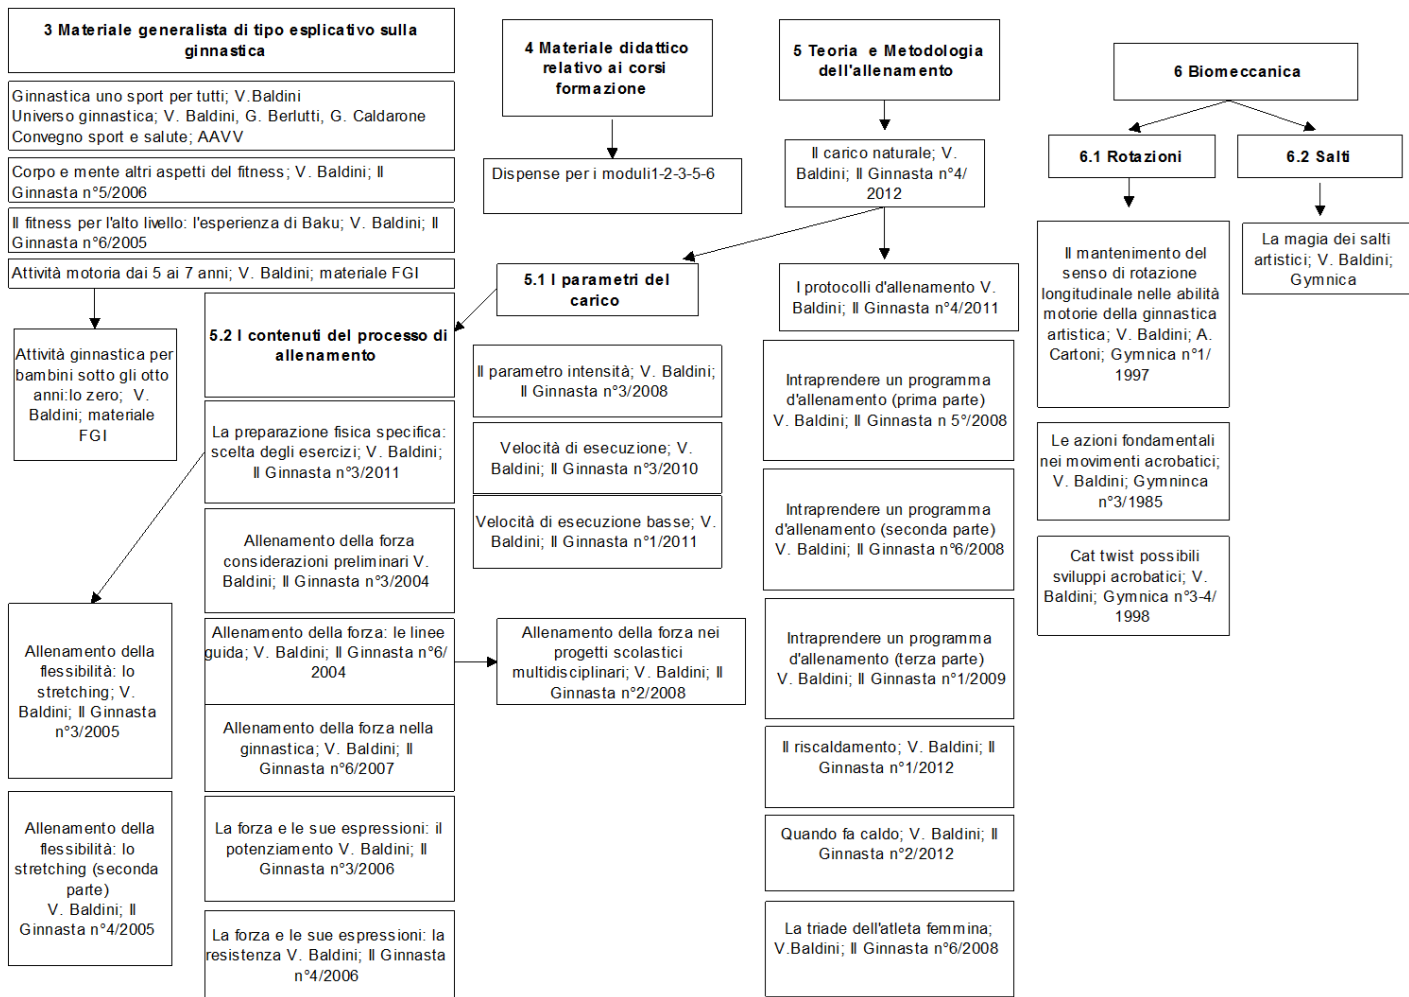 3 Materiale generalista di tipo esplicativo sulla
ginnastica
Ginnastica uno sport per tutti; V.Baldini
Universo ginnastica; V. Baldini, G. Berlutti, G. Caldarone
Convegno sport e salute; AAVV
Corpo e mente altri aspetti del fitness; V. Baldini; Il
Ginnasta n°5/2006
Il fitness per l'alto livello: l'esperienza di Baku; V. Baldini; Il
Ginnasta n°6/2005
Attività motoria dai 5 ai 7 anni; V. Baldini; materiale FGI
Attività ginnastica per
bambini sotto gli otto
anni:lo zero; V.
Baldini; materiale
FGI
4 Materiale didattico
relativo ai corsi
formazione
Dispense per i moduli1-2-3-5-6
5 Teoria e Metodologia
dell'allenamento
Il carico naturale; V.
Baldini; Il Ginnasta n°4/
2012
5.1 I parametri del
carico
Il parametro intensità; V. Baldini;
Il Ginnasta n°3/2008
Velocità di esecuzione; V.
Baldini; Il Ginnasta n°3/2010
Velocità di esecuzione basse; V.
Baldini; Il Ginnasta n°1/2011
5.2 I contenuti del processo di
allenamento
La preparazione fisica specifica:
scelta degli esercizi; V. Baldini;
Il Ginnasta n°3/2011
Allenamento della forza
considerazioni preliminari V.
Baldini; Il Ginnasta n°3/2004
Allenamento della forza: le linee
guida; V. Baldini; Il Ginnasta n°6/
2004
Allenamento della forza nei
progetti scolastici
multidisciplinari; V. Baldini; Il
Ginnasta n°2/2008
Allenamento della forza nella
ginnastica; V. Baldini; Il
Ginnasta n°6/2007
La forza e le sue espressioni: il
potenziamento V. Baldini; Il
Ginnasta n°3/2006
La forza e le sue espressioni: la
resistenza V. Baldini; Il Ginnasta
n°4/2006
Allenamento della
flessibilità: lo
stretching; V.
Baldini; Il Ginnasta
n°3/2005
Allenamento della
flessibilità: lo
stretching (seconda
parte)
V. Baldini; Il
Ginnasta n°4/2005
I protocolli d'allenamento V.
Baldini; Il Ginnasta n°4/2011
Intraprendere un programma
d'allenamento (prima parte)
V. Baldini; Il Ginnasta n 5°/2008
Intraprendere un programma
d'allenamento (seconda parte)
V. Baldini; Il Ginnasta n°6/2008
Intraprendere un programma
d'allenamento (terza parte)
V. Baldini; Il Ginnasta n°1/2009
Il riscaldamento; V. Baldini; Il
Ginnasta n°1/2012
Quando fa caldo; V. Baldini; Il
Ginnasta n°2/2012
La triade dell'atleta femmina;
V.Baldini; Il Ginnasta n°6/2008
6 Biomeccanica
6.1 Rotazioni
Il mantenimento del
senso di rotazione
longitudinale nelle abilità
motorie della ginnastica
artistica; V. Baldini; A.
Cartoni; Gymnica n°1/
1997
Le azioni fondamentali
nei movimenti acrobatici;
V. Baldini; Gymninca
n°3/1985
Cat twist possibili
sviluppi acrobatici; V.
Baldini; Gymnica n°3-4/
1998
6.2 Salti
La magia dei salti
artistici; V. Baldini;
Gymnica